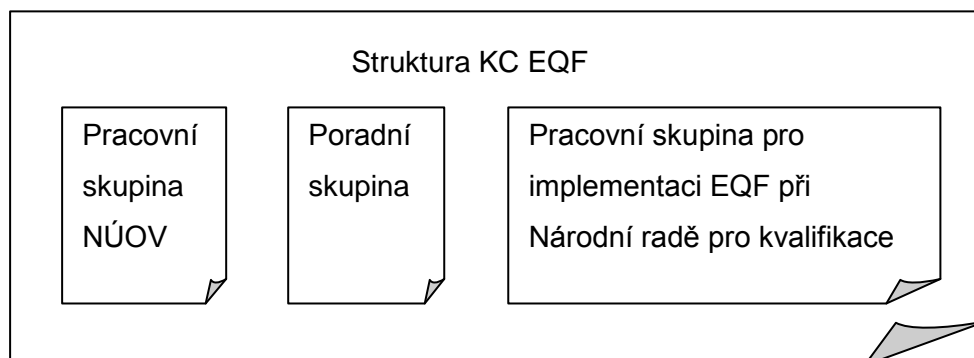 Struktura KC EQF
Pracovní
skupina
NÚOV
Poradní
skupina
Pracovní skupina pro
implementaci EQF při
Národní radě pro kvalifikace